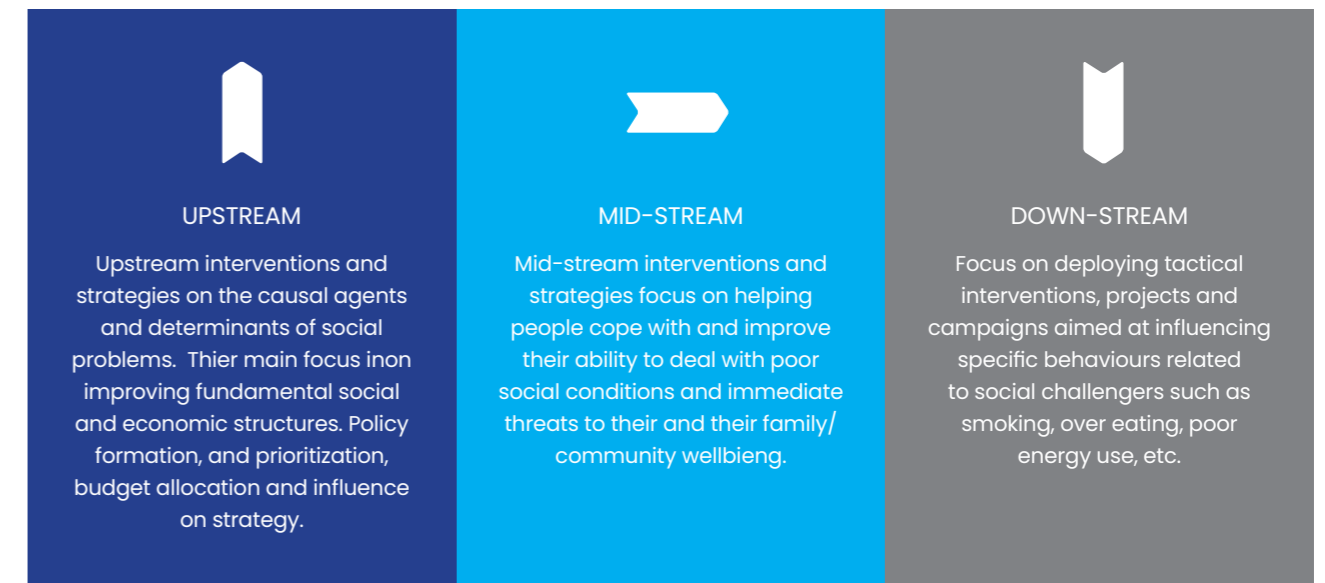 UPSTREAM
Upstream interventions and
strategies on the causal agents
and determinants of social
problems.  Thier main focus inon
improving fundamental social
and economic structures. Policy
formation, and prioritization,
budget allocation and influence
on strategy.
MID-STREAM
Mid-stream interventions and
strategies focus on helping
people cope with and improve
their ability to deal with poor
social conditions and immediate
threats to their and their family/
community wellbieng.
DOWN-STREAM
Focus on deploying tactical
interventions, projects and
campaigns aimed at influencing
specific behaviours related
to social challengers such as
smoking, over eating, poor
energy use, etc.